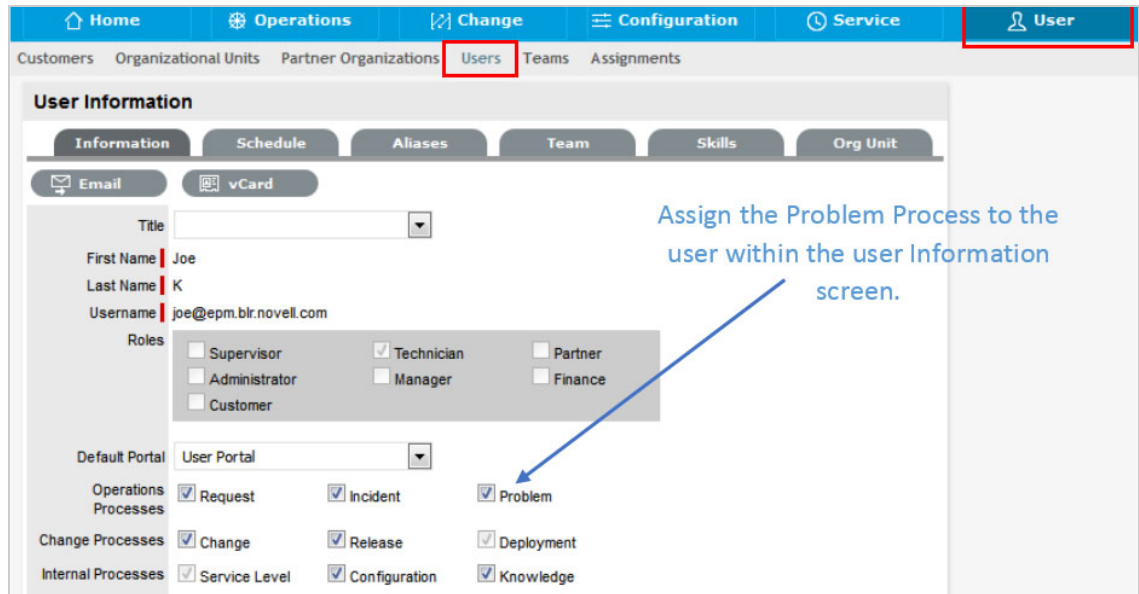 Home Operations Change Configuration Service User
Customers Organizational Units Partner Organizations Users Teams Assignments
User Information
Information Schedule Aliases Team Skills Org Unit
Email vCard
Title
First Name Joe
Last Name K
Username joe@epm.blr.novell.com
Roles
Supervisor Technician Partner
Administrator Manager Finance
Customer
Default Portal User Portal
Operations
Processes
Request Incident Problem
Change Processes Change Release Deployment
Internal Processes Service Level Configuration Knowledge
Assign the Problem Process to the
user within the user Information
screen.